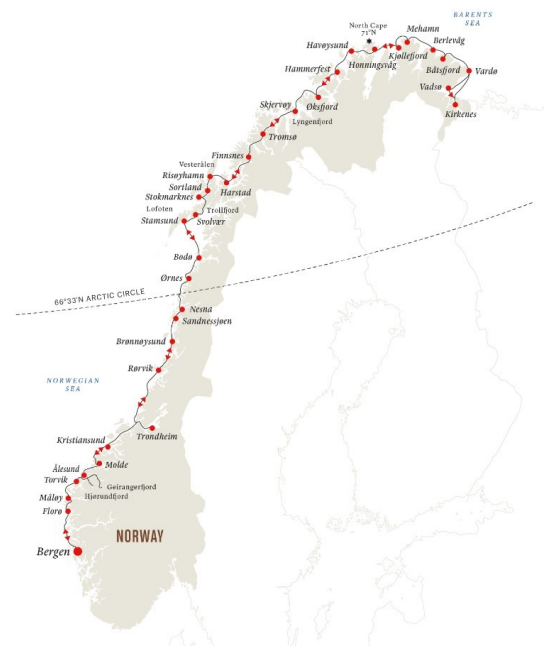 BARENTS
SEA
North Cape
71°N
Mehamn
Berlevåg
Havøysund
Kjøllefjord
Honningsvåg
Båtsfjord
Vardø
Hammerfest
Vadsø
Øksfjord
Kirkenes
Skjervøy
Lyngenfjord
Tromsø
Finnsnes
Vesterålen
Risøyhamn
Sortland
Harstad
Stokmarknes
Lofoten
Trollfjord
Stamsund
Svolvær
Bodø
Ørnes
66°33'N ARCTIC CIRCLE
Nesna
Sandnessjøen
Brønnøysund
Rørvik
NORWEGIAN
SEA
Trondheim
Kristiansund
Molde
Ålesund
Torvik
Geirangerfjord
Hjørundfjord
Måløy
Florø
NORWAY
Bergen